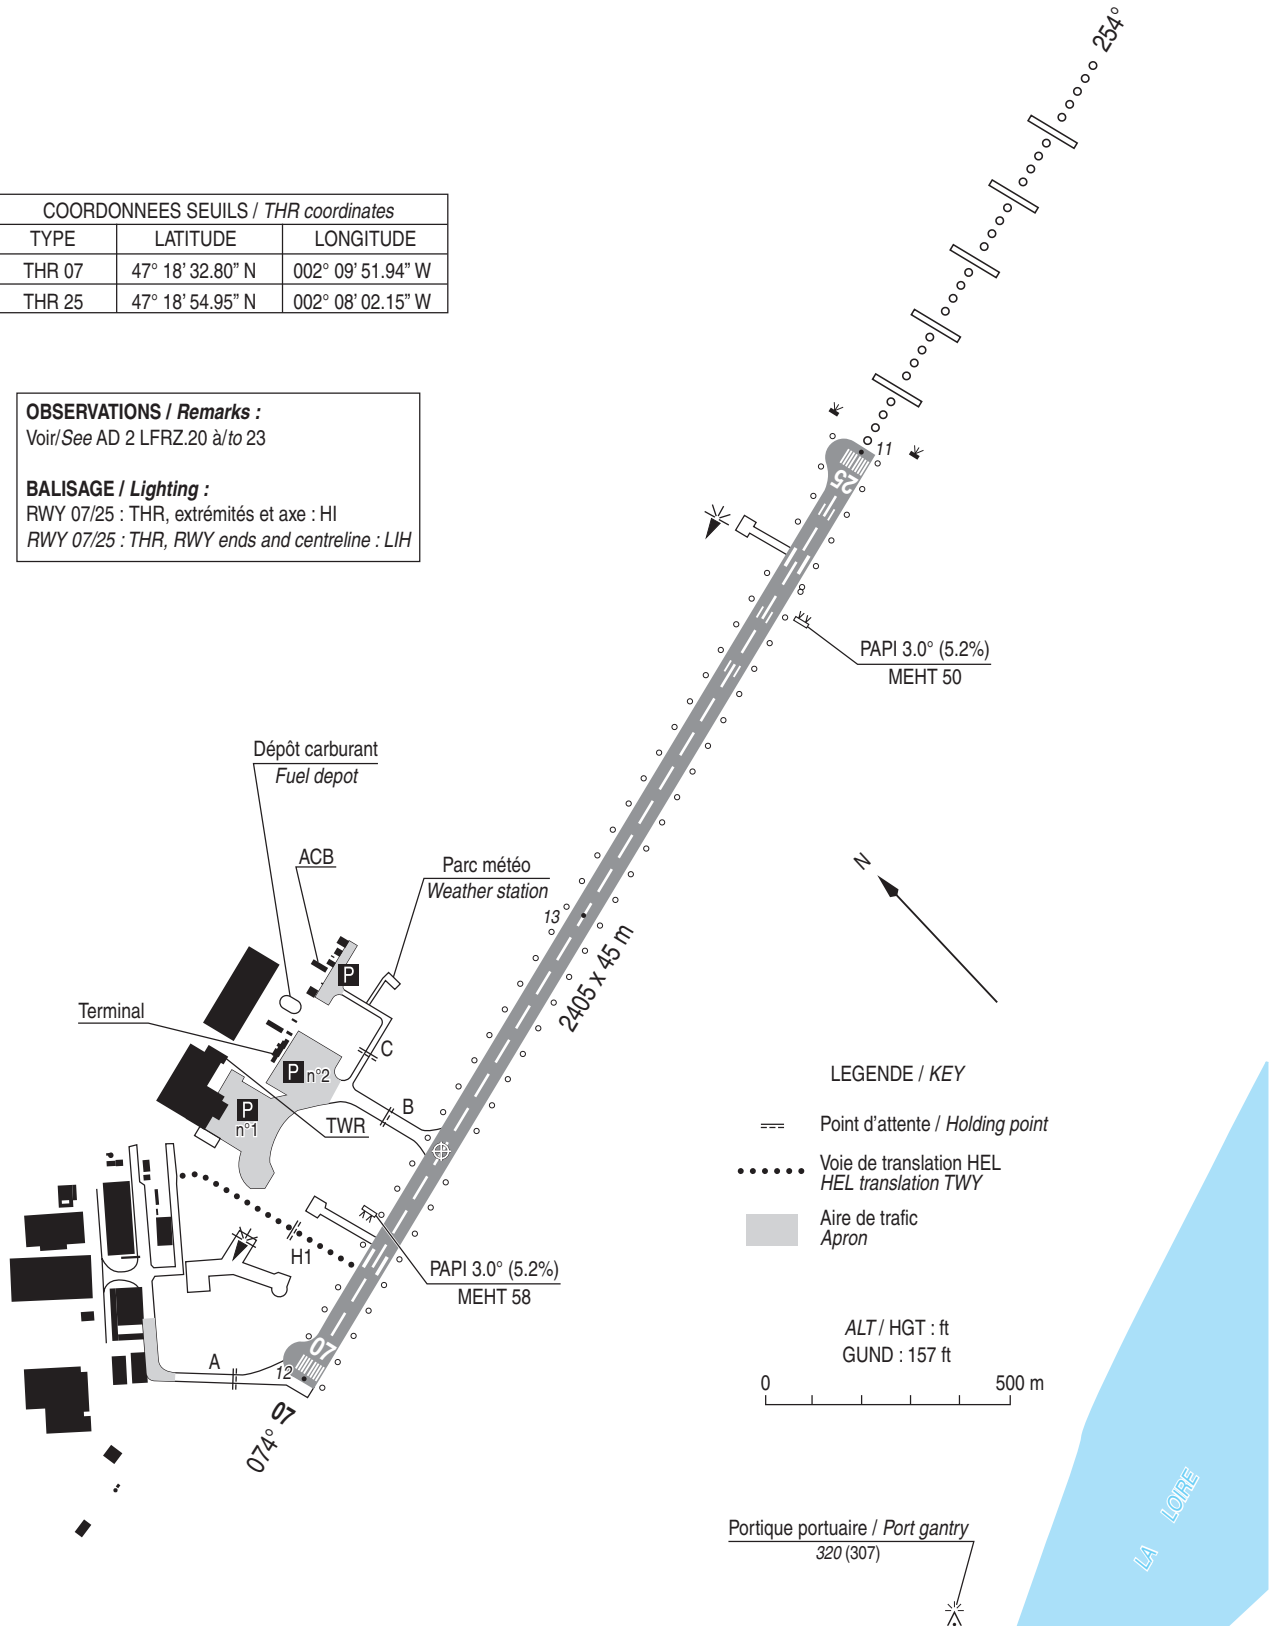 254°
COORDONNEES SEUILS / THR coordinates
TYPE LATITUDE LONGITUDE
THR 07 47° 18’ 32.80” N 002° 09’ 51.94” W
THR 25 47° 18’ 54.95” N 002° 08’ 02.15” W
OBSERVATIONS / Remarks :
Voir/See AD 2 LFRZ.20 à/to 23
BALISAGE / Lighting :
RWY 07/25 : THR, extrémités et axe : HI
RWY 07/25 : THR, RWY ends and centreline : LIH
11
25
PAPI 3.0° (5.2%)
MEHT 50
Dépôt carburant
Fuel depot
ACB
Parc météo
Weather station
N
13
2405 x 45 m
P
Terminal
C
P n°2
B
P
n°1
TWR
H1
PAPI 3.0° (5.2%)
MEHT 58
07
A
12
07
074°
LEGENDE / KEY
Point d’attente / Holding point
Voie de translation HEL
HEL translation TWY
Aire de trafic
Apron
ALT / HGT : ft
GUND : 157 ft
0 500 m
LA LOIRE
Portique portuaire / Port gantry
320 (307)